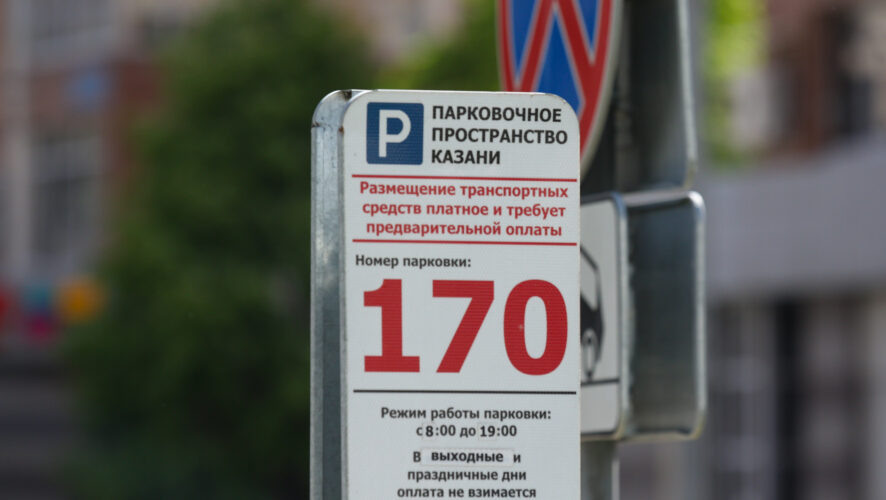 P
ПАРКОВОЧНОЕ
ПРОСТРАНСТВО
КАЗАНИ
Размещение транспортных
средств платное и требует
предварительной оплаты
Номер парковки:
170
Режим работы парковки:
с 8:00 до 19:00
В выходные и
праздничные дни
оплата не взимается